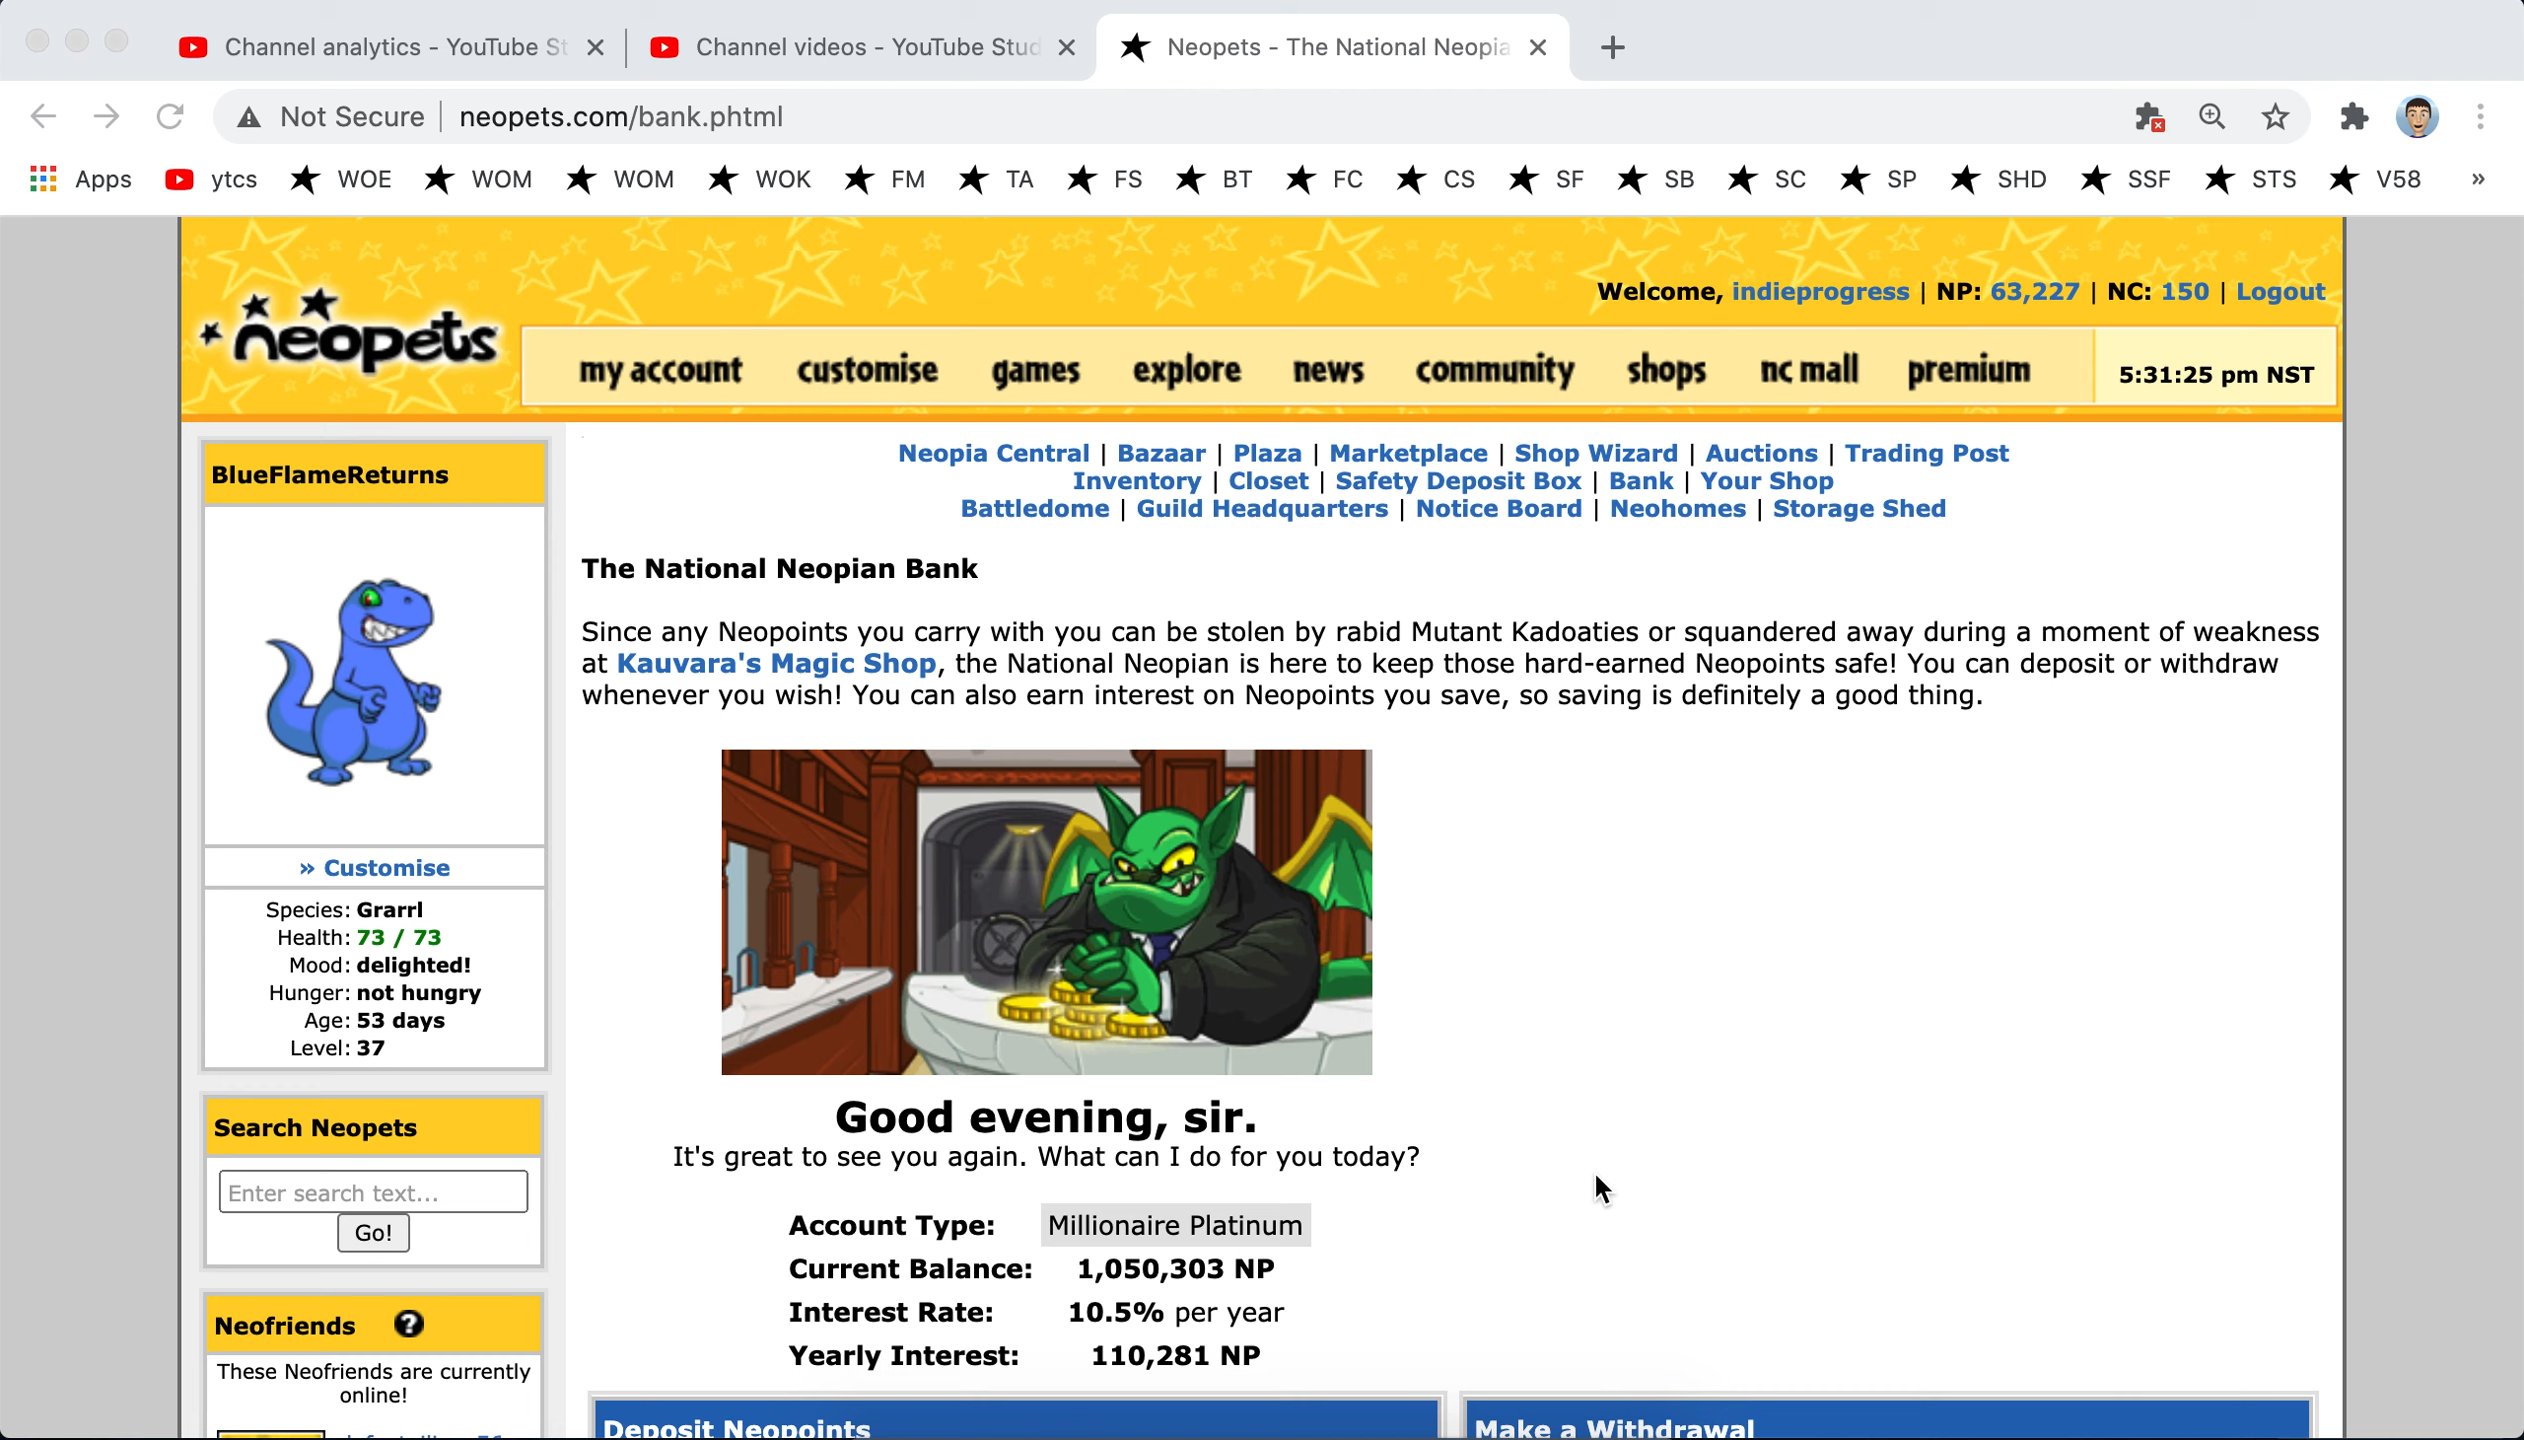 Channel analytics - YouTube St
Channel videos - YouTube Stud
Neopets - The National Neopia
Not Secure neopets.com/bank.phtml
Apps ytcs WOE WOM WOM WOK FM TA FS BT FC CS SF SB SC SP SHD SSF STS V58 »
Welcome, indieprogress | NP: 63,227 | NC: 150 | Logout
neopets
my account customise games explore news community shops nc mall premium 5:31:25 pm NST
BlueFlameReturns
» Customise
Species: Grarrl
Health: 73 / 73
Mood: delighted!
Hunger: not hungry
Age: 53 days
Level: 37
Search Neopets
Enter search text...
Go!
Neofriends ?
These Neofriends are currently
online!
Neopia Central | Bazaar | Plaza | Marketplace | Shop Wizard | Auctions | Trading Post
Inventory | Closet | Safety Deposit Box | Bank | Your Shop
Battledome | Guild Headquarters | Notice Board | Neohomes | Storage Shed
The National Neopian Bank
Since any Neopoints you carry with you can be stolen by rabid Mutant Kadoaties or squandered away during a moment of weakness
at Kauvara's Magic Shop, the National Neopian is here to keep those hard-earned Neopoints safe! You can deposit or withdraw
whenever you wish! You can also earn interest on Neopoints you save, so saving is definitely a good thing.
Good evening, sir.
It's great to see you again. What can I do for you today?
Account Type: Millionaire Platinum
Current Balance: 1,050,303 NP
Interest Rate: 10.5% per year
Yearly Interest: 110,281 NP
Deposit Neopoints
Make a Withdrawal